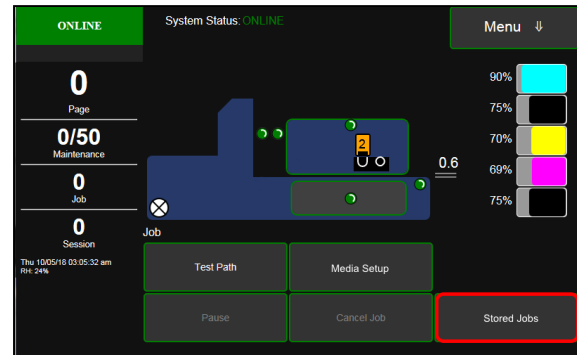 ONLINE
System Status: ONLINE
Menu ⇓
0
Page
0/50
Maintenance
0
Job
0
Session
Thu 10/05/18 03:05:32 am
RH: 24%
2
0.6
90%
75%
70%
69%
75%
Job
Test Path
Media Setup
Pause
Cancel Job
Stored Jobs